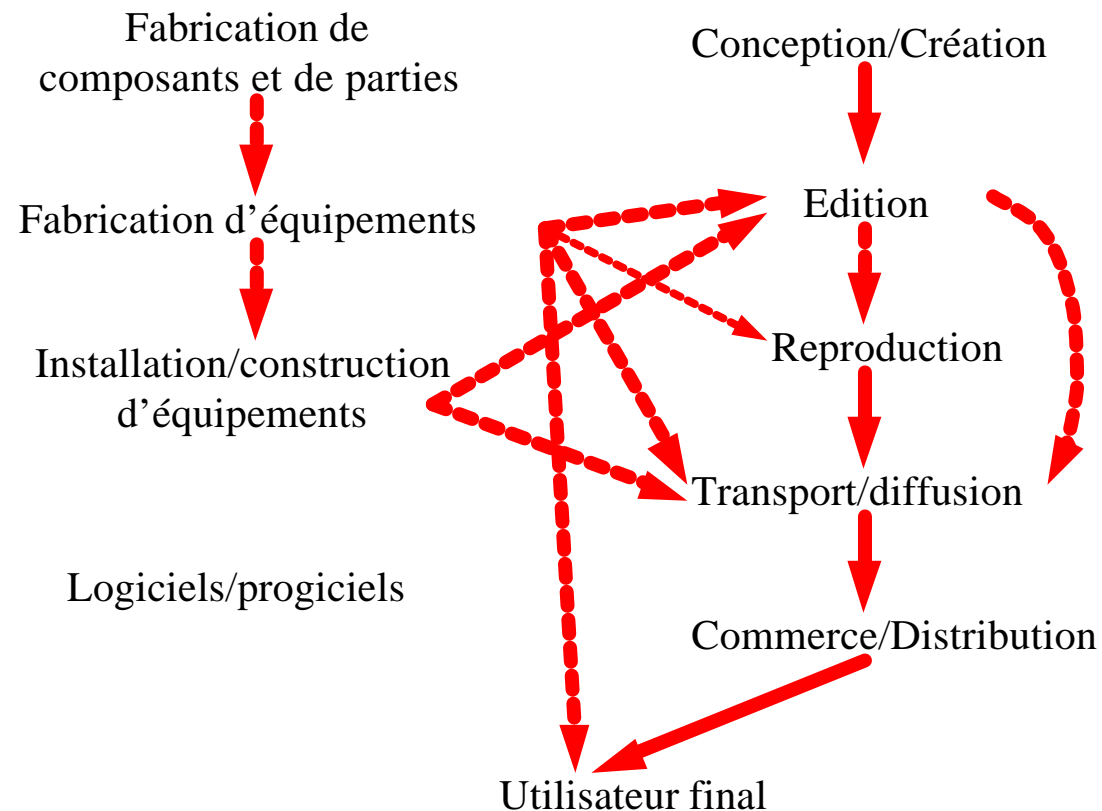 Fabrication de
composants et de parties
Conception/Création
Fabrication d’équipements
Edition
Installation/construction
d’équipements
Reproduction
Transport/diffusion
Logiciels/progiciels
Commerce/Distribution
Utilisateur final